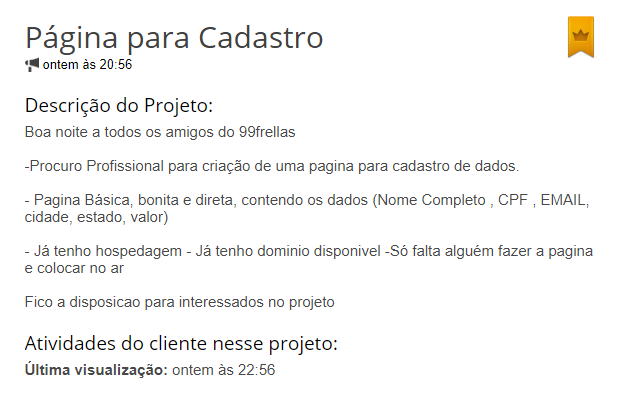 Página para Cadastro
ontem às 20:56
Descrição do Projeto:
Boa noite a todos os amigos do 99frellas
-Procuro Profissional para criação de uma pagina para cadastro de dados.
- Pagina Básica, bonita e direta, contendo os dados (Nome Completo , CPF , EMAIL,
cidade, estado, valor)
- Já tenho hospedagem - Já tenho dominio disponivel -Só falta alguém fazer a pagina
e colocar no ar
Fico a disposicao para interessados no projeto
Atividades do cliente nesse projeto:
Última visualização: ontem às 22:56